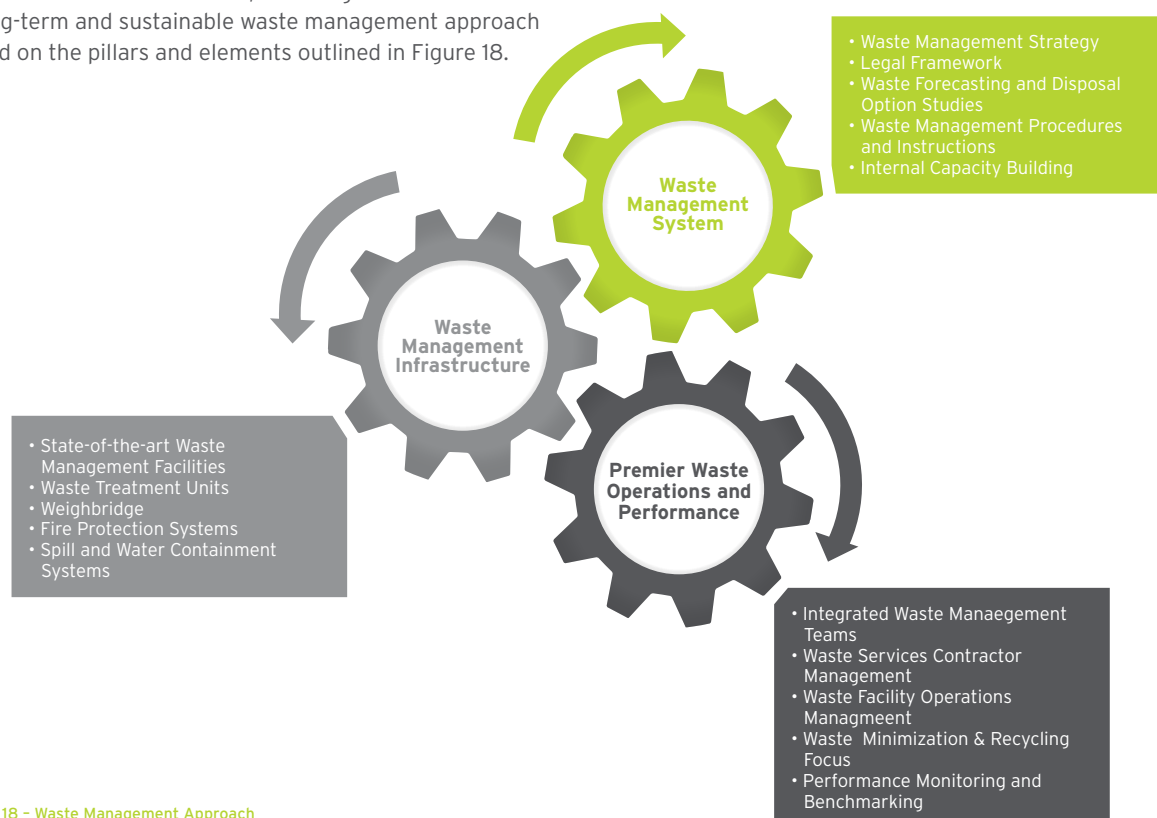 g-term and sustainable waste management approach
d on the pillars and elements outlined in Figure 18.
• Waste Management Strategy
• Legal Framework
• Waste Forecasting and Disposal
Option Studies
• Waste Management Procedures
and Instructions
• Internal Capacity Building
Waste
Management
System
Waste
Management
Infrastructure
• State-of-the-art Waste
Management Facilities
• Waste Treatment Units
• Weighbridge
• Fire Protection Systems
• Spill and Water Containment
Systems
Premier Waste
Operations and
Performance
• Integrated Waste Manaegement
Teams
• Waste Services Contractor
Management
• Waste Facility Operations
Managmeent
• Waste  Minimization & Recycling
Focus
• Performance Monitoring and
Benchmarking
18 – Waste Management Approach